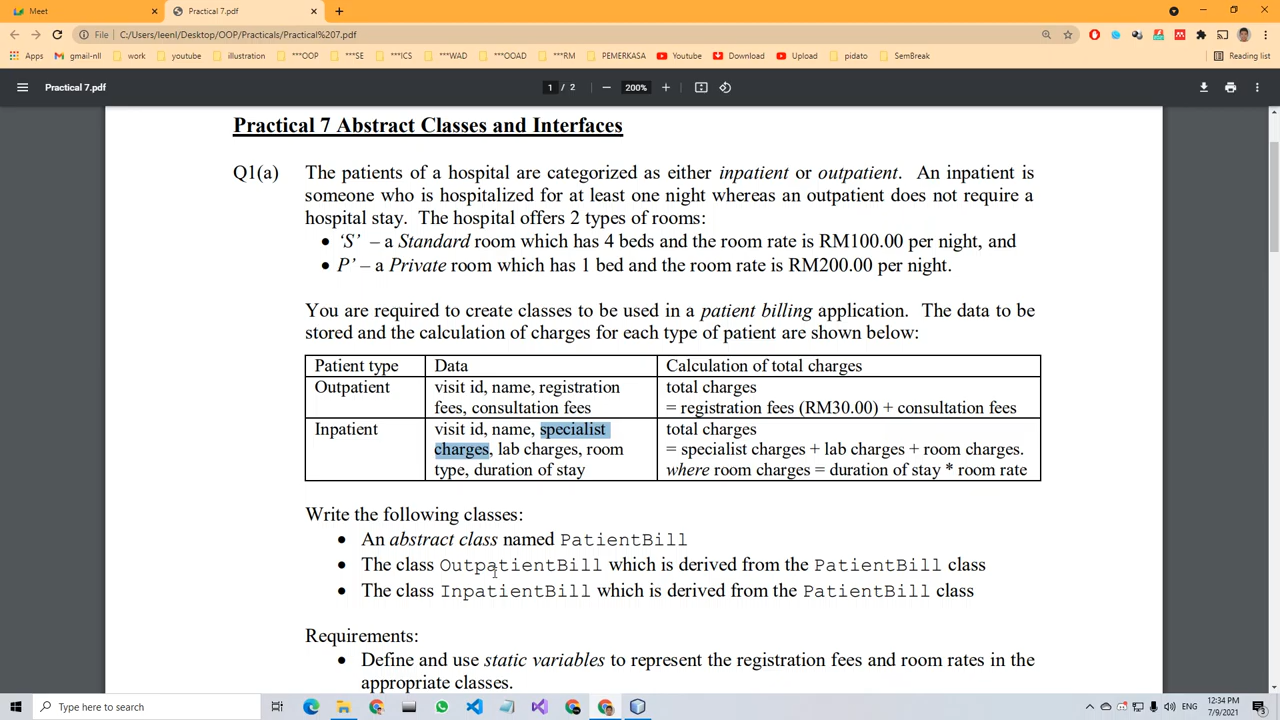 Meet
Practical 7.pdf
File
C:/Users/leenl/Desktop/OOP/Practicals/Practical%207.pdf
Apps
gmail-nll
work
youtube
illustration
***OOP
***SE
***ICS
***WAD
***OOAD
***RM
PEMERKASA
Youtube
Download
Upload
pidato
SemBreak
Reading list
Practical 7.pdf
1 / 2
200%
Practical 7 Abstract Classes and Interfaces
Q1(a) The patients of a hospital are categorized as either inpatient or outpatient. An inpatient is
someone who is hospitalized for at least one night whereas an outpatient does not require a
hospital stay. The hospital offers 2 types of rooms:
• ‘S’ – a Standard room which has 4 beds and the room rate is RM100.00 per night, and
• P’ – a Private room which has 1 bed and the room rate is RM200.00 per night.
You are required to create classes to be used in a patient billing application. The data to be
stored and the calculation of charges for each type of patient are shown below:
Patient type Data Calculation of total charges
Outpatient visit id, name, registration total charges
fees, consultation fees = registration fees (RM30.00) + consultation fees
Inpatient visit id, name, specialist total charges
charges, lab charges, room = specialist charges + lab charges + room charges.
type, duration of stay where room charges = duration of stay * room rate
Write the following classes:
• An abstract class named PatientBill
• The class OutpatientBill which is derived from the PatientBill class
• The class InpatientBill which is derived from the PatientBill class
Requirements:
• Define and use static variables to represent the registration fees and room rates in the
appropriate classes.
Type here to search
ENG
12:34 PM
7/9/2021
3